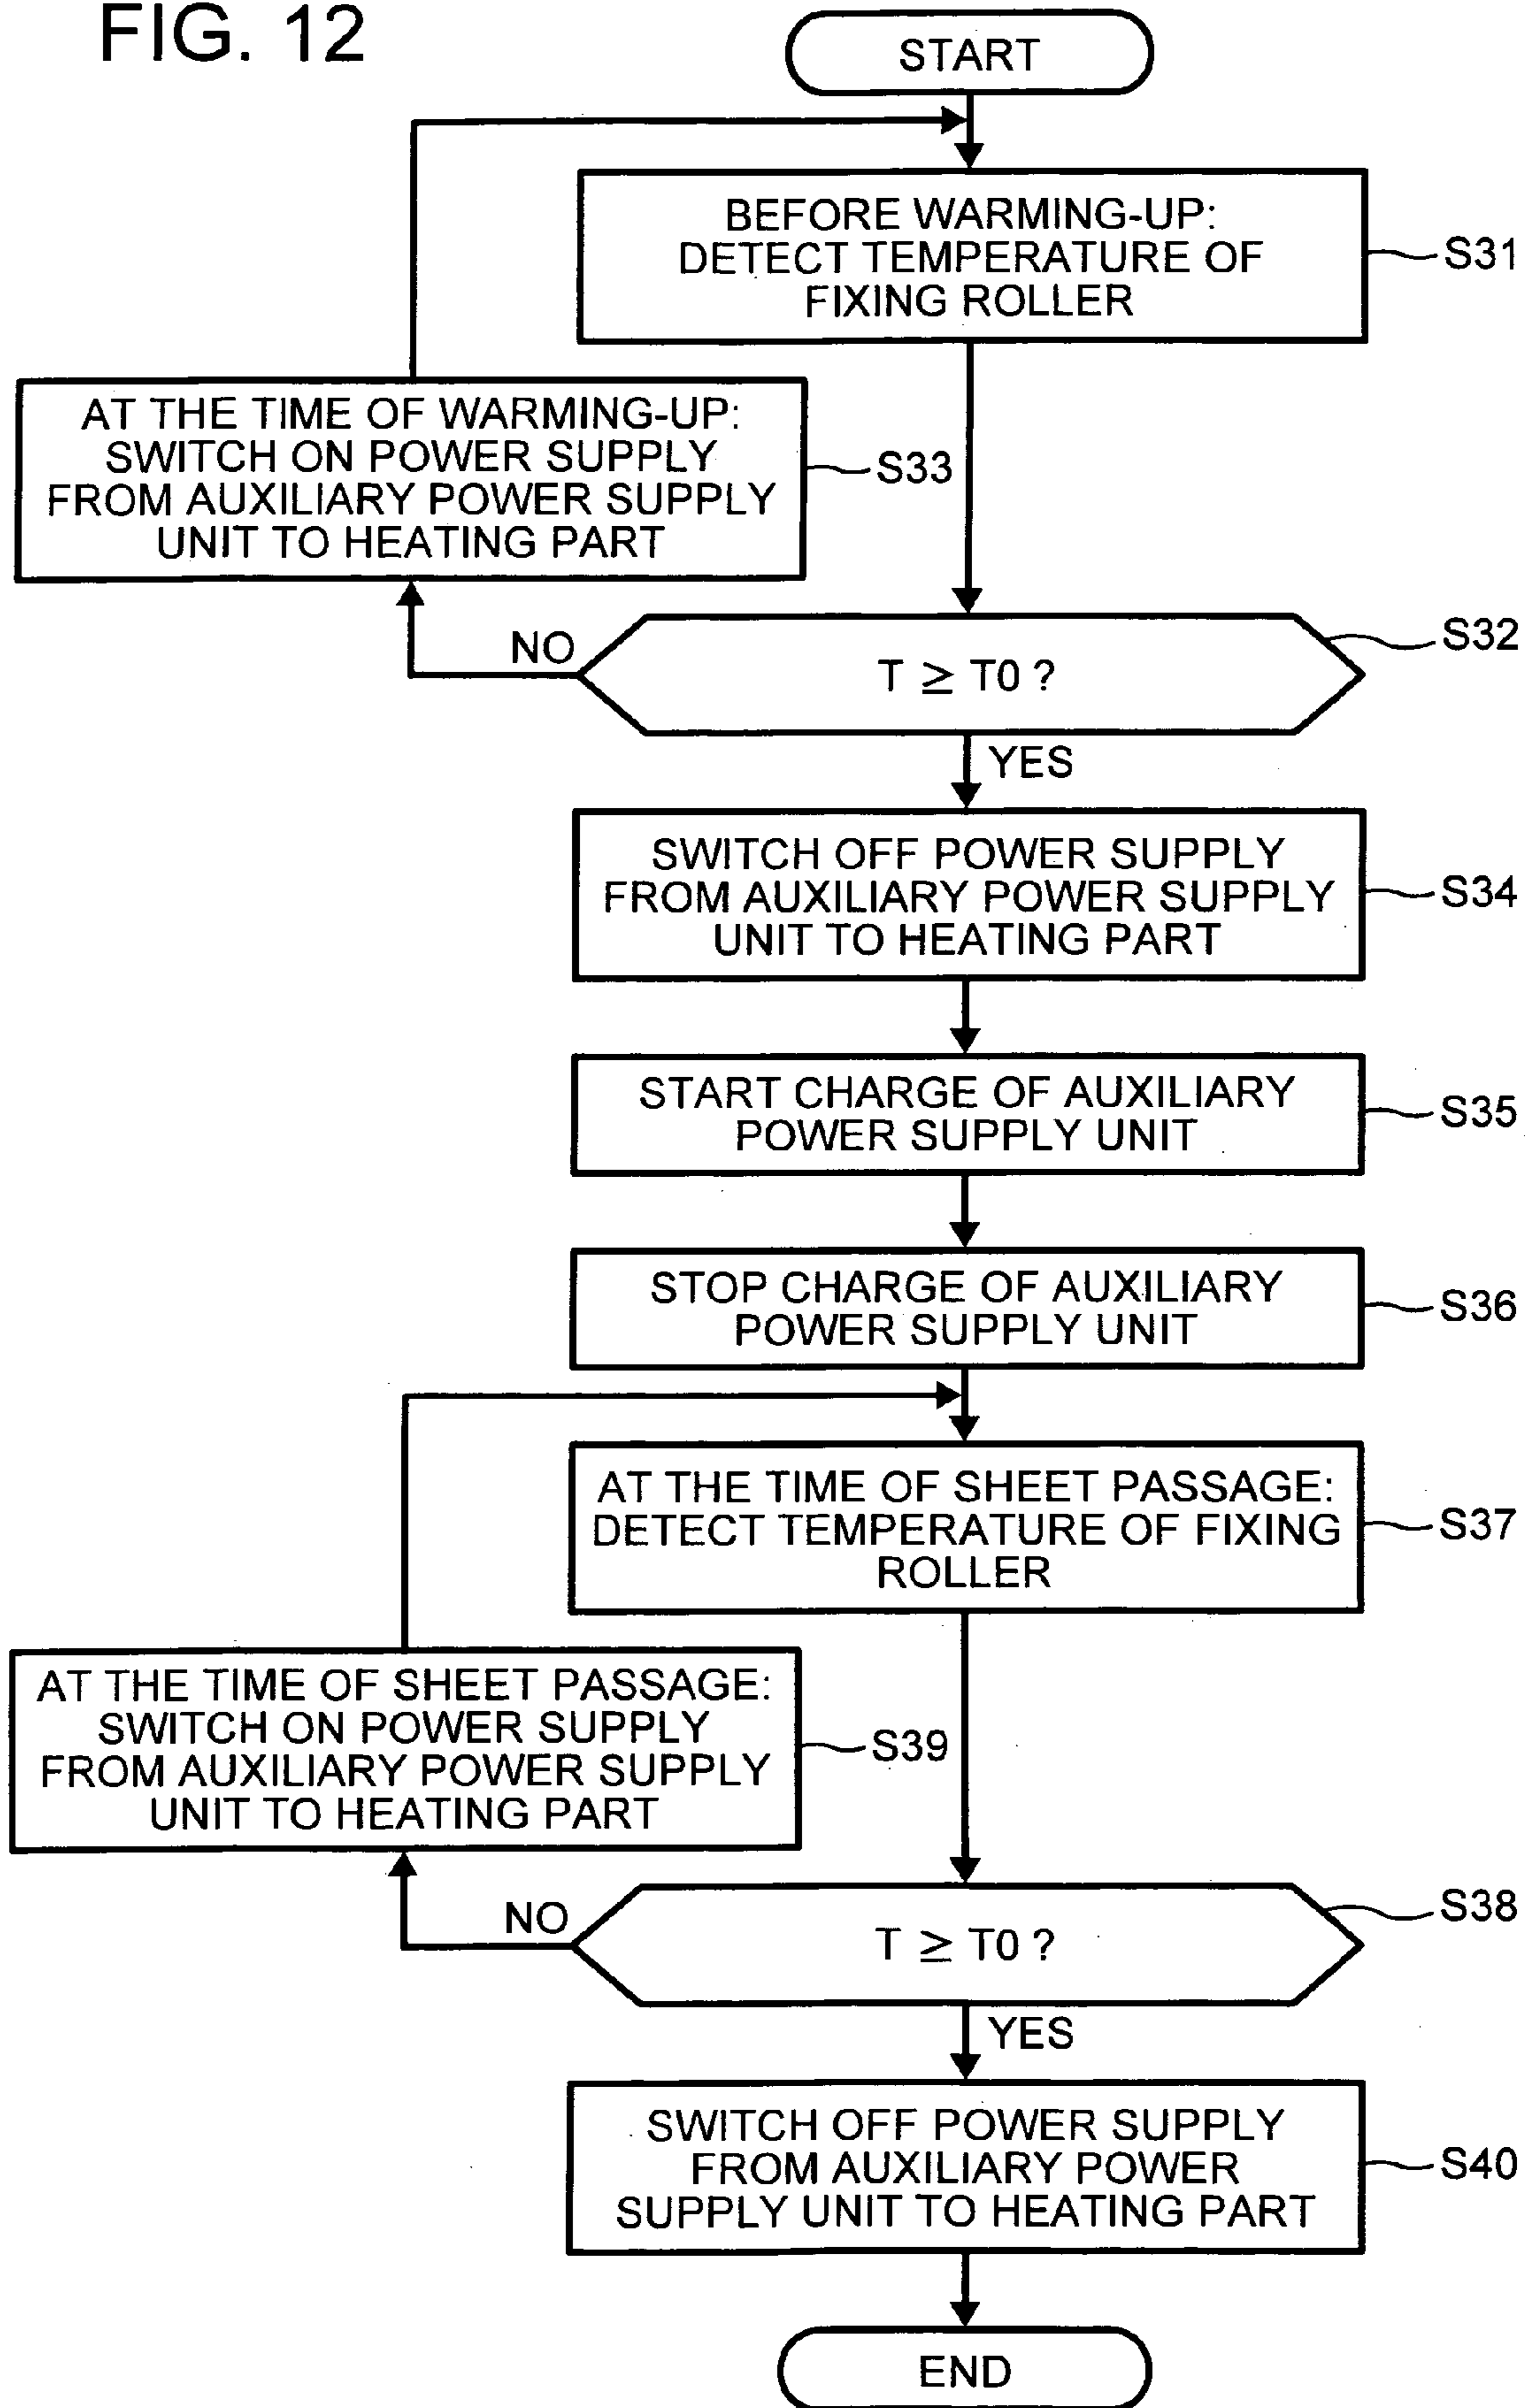 FIG. 12
START
BEFORE WARMING-UP:
DETECT TEMPERATURE OF
FIXING ROLLER
S31
AT THE TIME OF WARMING-UP:
SWITCH ON POWER SUPPLY
FROM AUXILIARY POWER SUPPLY
UNIT TO HEATING PART
S33
NO
T ≥ T0 ?
S32
YES
SWITCH OFF POWER SUPPLY
FROM AUXILIARY POWER SUPPLY
UNIT TO HEATING PART
S34
START CHARGE OF AUXILIARY
POWER SUPPLY UNIT
S35
STOP CHARGE OF AUXILIARY
POWER SUPPLY UNIT
S36
AT THE TIME OF SHEET PASSAGE:
DETECT TEMPERATURE OF FIXING
ROLLER
S37
AT THE TIME OF SHEET PASSAGE:
SWITCH ON POWER SUPPLY
FROM AUXILIARY POWER SUPPLY
UNIT TO HEATING PART
S39
NO
T ≥ T0 ?
S38
YES
SWITCH OFF POWER SUPPLY
FROM AUXILIARY POWER
SUPPLY UNIT TO HEATING PART
S40
END